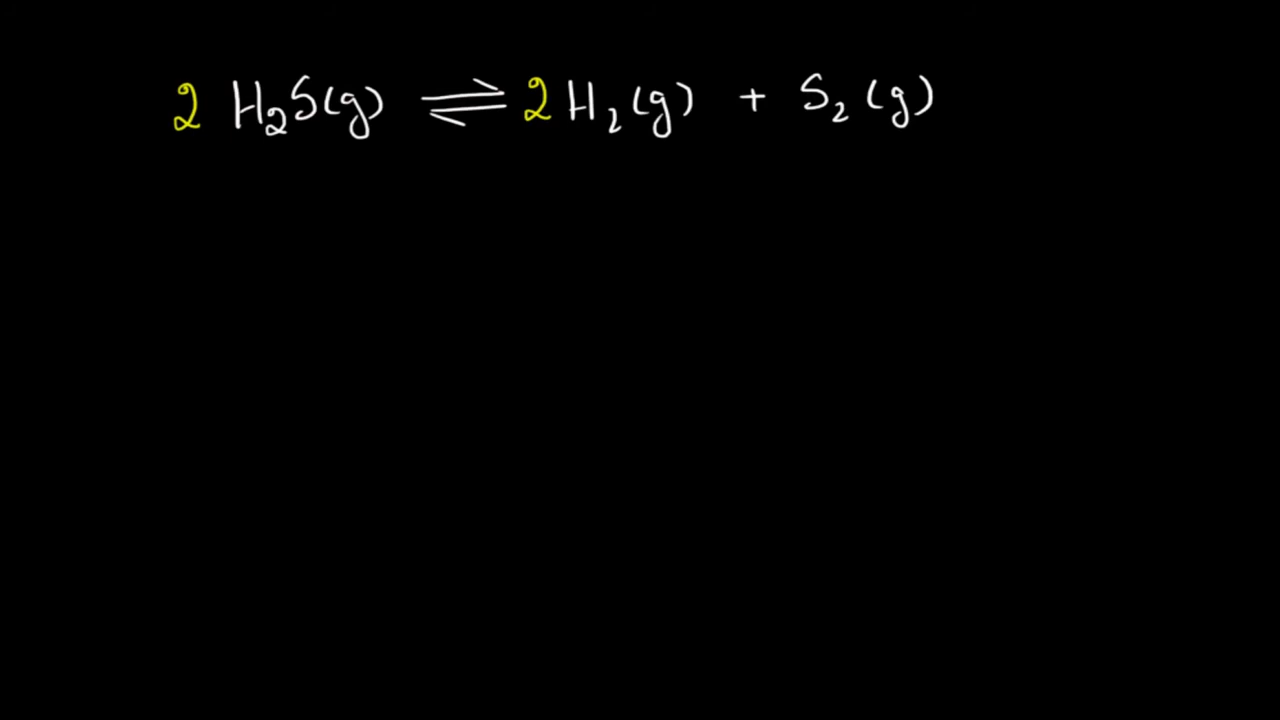 2 H₂S(g) ⇌ 2 H₂(g) + S₂(g)